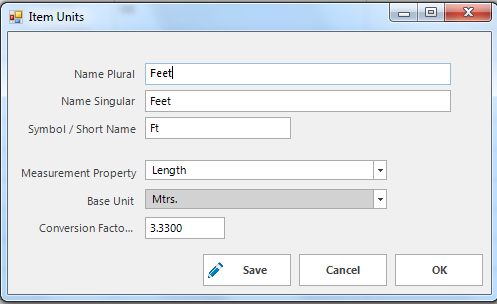 Item Units
Name Plural Feet
Name Singular Feet
Symbol / Short Name Ft
Measurement Property Length
Base Unit Mtrs.
Conversion Facto... 3.3300
Save Cancel OK